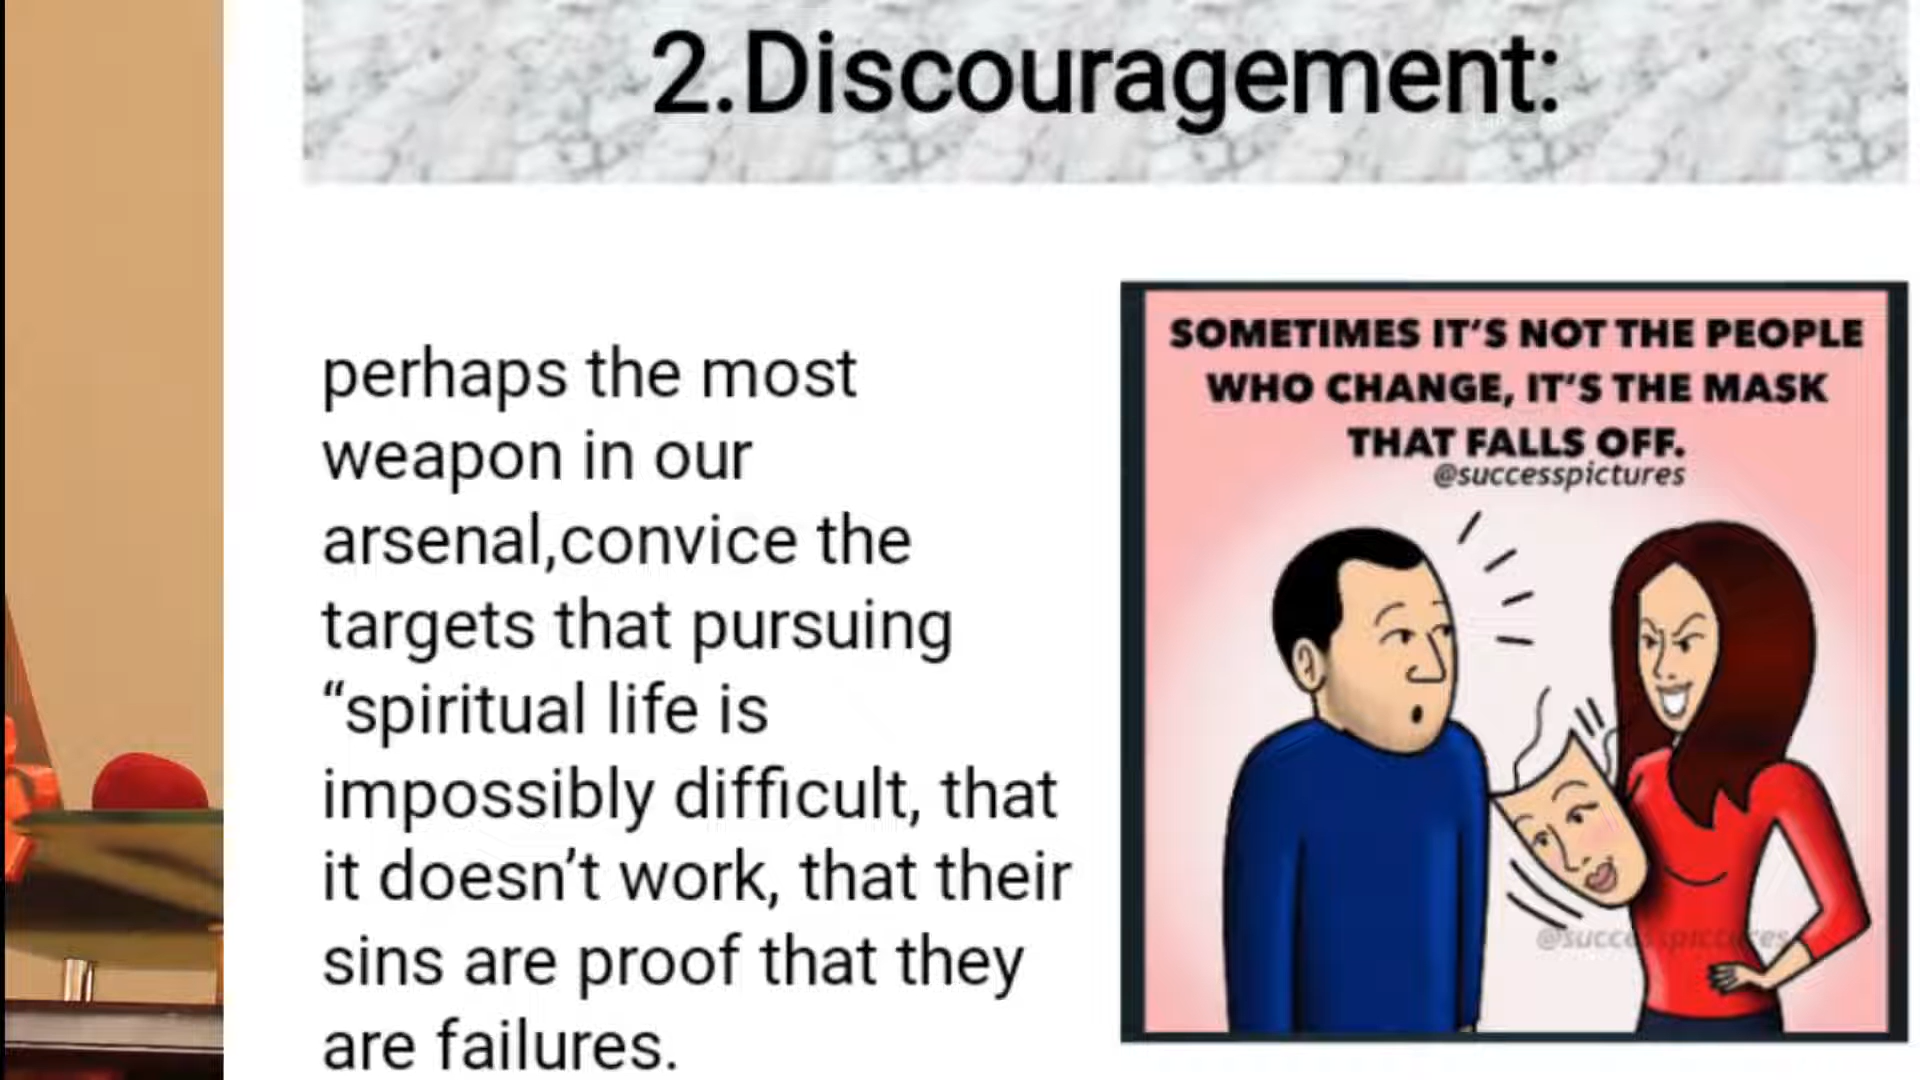 2.Discouragement:
perhaps the most
weapon in our
arsenal,convice the
targets that pursuing
“spiritual life is
impossibly difficult, that
it doesn’t work, that their
sins are proof that they
are failures.
SOMETIMES IT’S NOT THE PEOPLE
WHO CHANGE, IT’S THE MASK
THAT FALLS OFF.
@successpictures
@successpictures